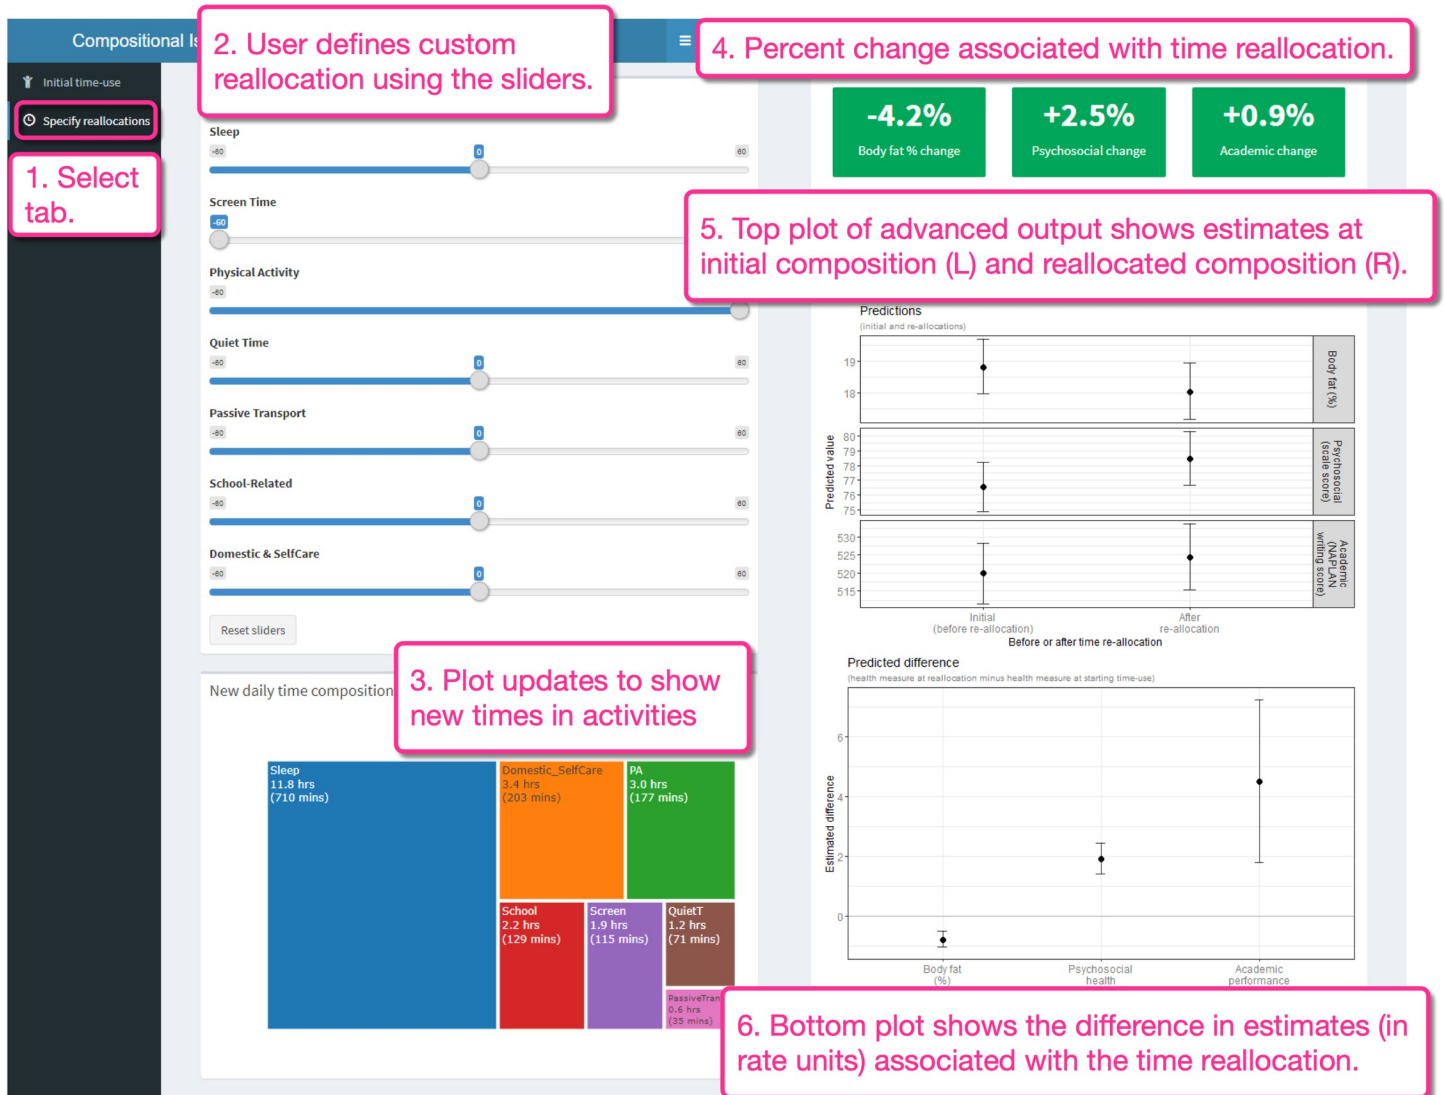 Compositional Is
2. User defines custom
reallocation using the sliders.
4. Percent change associated with time reallocation.
Initial time-use
Specify reallocations
1. Select
tab.
Sleep
-60
0
60
Screen Time
-60
Physical Activity
-60
Quiet Time
-60
0
60
Passive Transport
-60
0
60
School-Related
-60
0
60
Domestic & SelfCare
-60
0
60
Reset sliders
-4.2%
Body fat % change
+2.5%
Psychosocial change
+0.9%
Academic change
5. Top plot of advanced output shows estimates at
initial composition (L) and reallocated composition (R).
Predictions
(initial and re-allocations)
19
18
Body fat (%)
80
79
78
77
76
75
Psychosocial
(scale score)
530
525
520
515
Academic
(NAPLAN
writing score)
Predicted value
Initial
(before re-allocation)
After
re-allocation
Before or after time re-allocation
New daily time composition
3. Plot updates to show
new times in activities
Sleep
11.8 hrs
(710 mins)
Domestic_SelfCare
3.4 hrs
(203 mins)
PA
3.0 hrs
(177 mins)
School
2.2 hrs
(129 mins)
Screen
1.9 hrs
(115 mins)
QuietT
1.2 hrs
(71 mins)
PassiveTran
0.6 hrs
(35 mins)
Predicted difference
(health measure at reallocation minus health measure at starting time-use)
6
4
2
0
Estimated difference
Body fat
(%)
Psychosocial
health
Academic
performance
6. Bottom plot shows the difference in estimates (in
rate units) associated with the time reallocation.